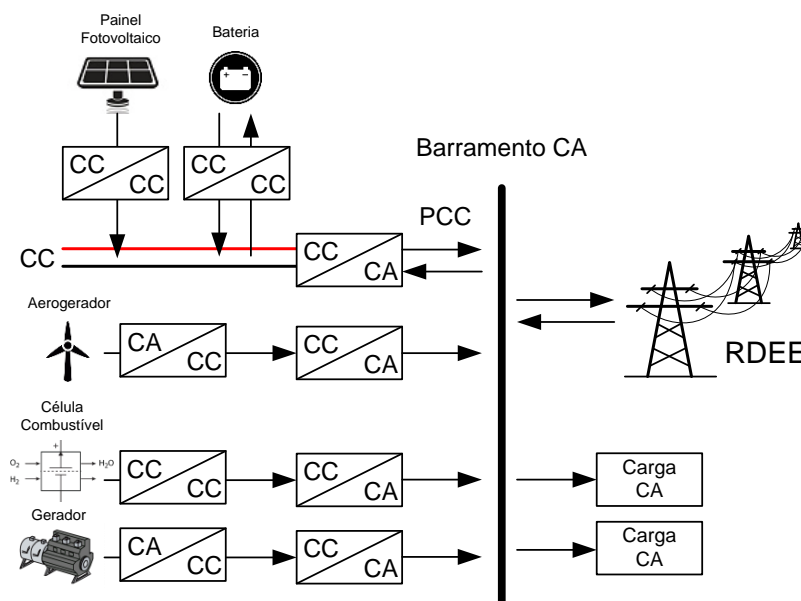 Painel
Fotovoltaico
Bateria
+ −
CC
CC
CC
CC
Barramento CA
PCC
CC
CC
CA
Aerogerador
CA
CC
CC
CA
RDEE
Célula
Combustível
+
O2
H2O
H2
CC
CC
CC
CA
Carga
CA
Gerador
CA
CC
CC
CA
Carga
CA